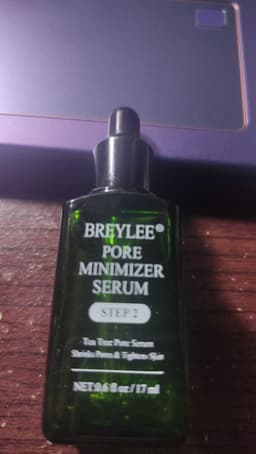 BREYLEE®
PORE
MINIMIZER
SERUM
STEP 2
Tea Tree Pore Serum
Shrinks Pores & Tightens Skin
NET 0.6 fl oz / 17 ml